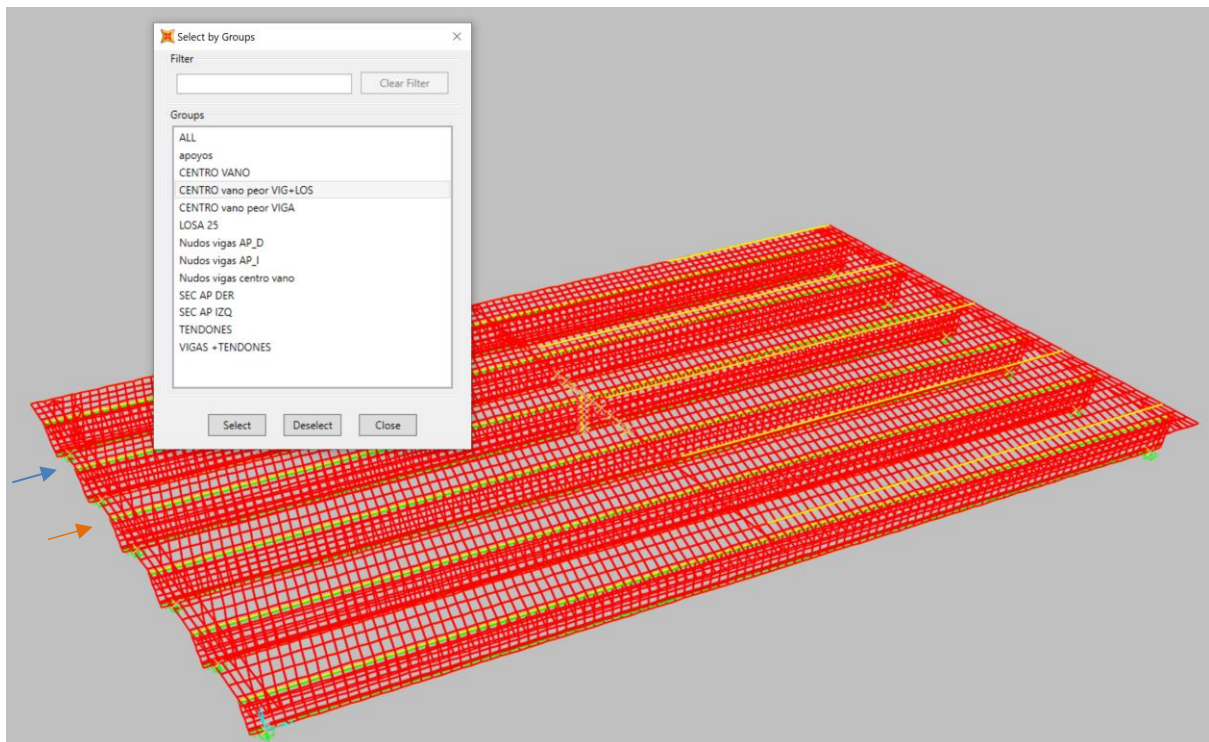 Select by Groups
Filter
Clear Filter
Groups
ALL
apoyos
CENTRO VANO
CENTRO vano peor VIG+LOS
CENTRO vano peor VIGA
LOSA 25
Nudos vigas AP_D
Nudos vigas AP_I
Nudos vigas centro vano
SEC AP DER
SEC AP IZQ
TENDONES
VIGAS +TENDONES
Select Deselect Close